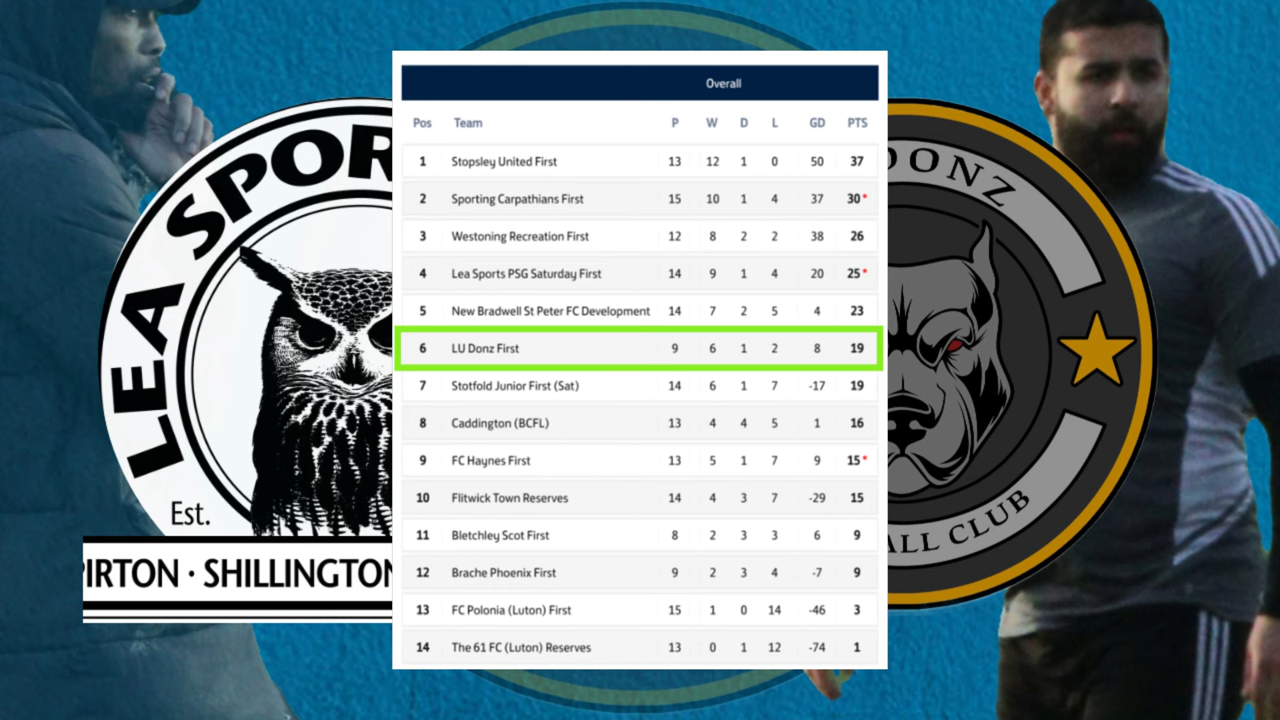 Overall
Pos Team P W D L GD PTS
1 Stopsley United First 13 12 1 0 50 37
2 Sporting Carpathians First 15 10 1 4 37 30*
3 Westoning Recreation First 12 8 2 2 38 26
4 Lea Sports PSG Saturday First 14 9 1 4 20 25*
5 New Bradwell St Peter FC Development 14 7 2 5 4 23
6 LU Donz First 9 6 1 2 8 19
7 Stotfold Junior First (Sat) 14 6 1 7 -17 19
8 Caddington (BCFL) 13 4 4 5 1 16
9 FC Haynes First 13 5 1 7 9 15*
10 Flitwick Town Reserves 14 4 3 7 -29 15
11 Bletchley Scot First 8 2 3 3 6 9
12 Brache Phoenix First 9 2 3 4 -7 9
13 FC Polonia (Luton) First 15 1 0 14 -46 3
14 The 61 FC (Luton) Reserves 13 0 1 12 -74 1
LEA SPOR
Est.
PIRTON · SHILLINGTON
DONZ
ALL CLUB